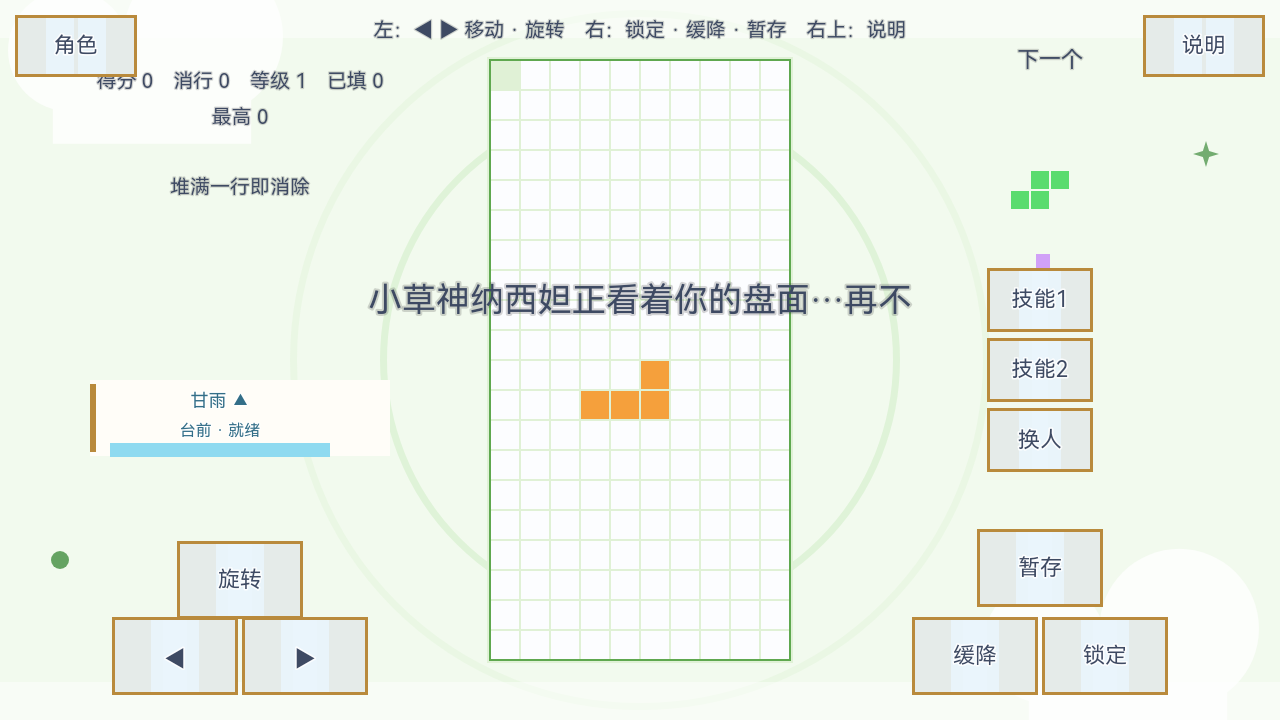 角色
左: ◀ ▶ 移动 · 旋转 右: 锁定 · 缓降 · 暂存 右上: 说明
说明
得分 0 消行 0 等级 1 已填 0
最高 0
下一个
堆满一行即消除
小草神纳西妲正看着你的盘面…再不
技能1
技能2
换人
甘雨 ▲
台前 · 就绪
旋转
◀
▶
暂存
缓降
锁定